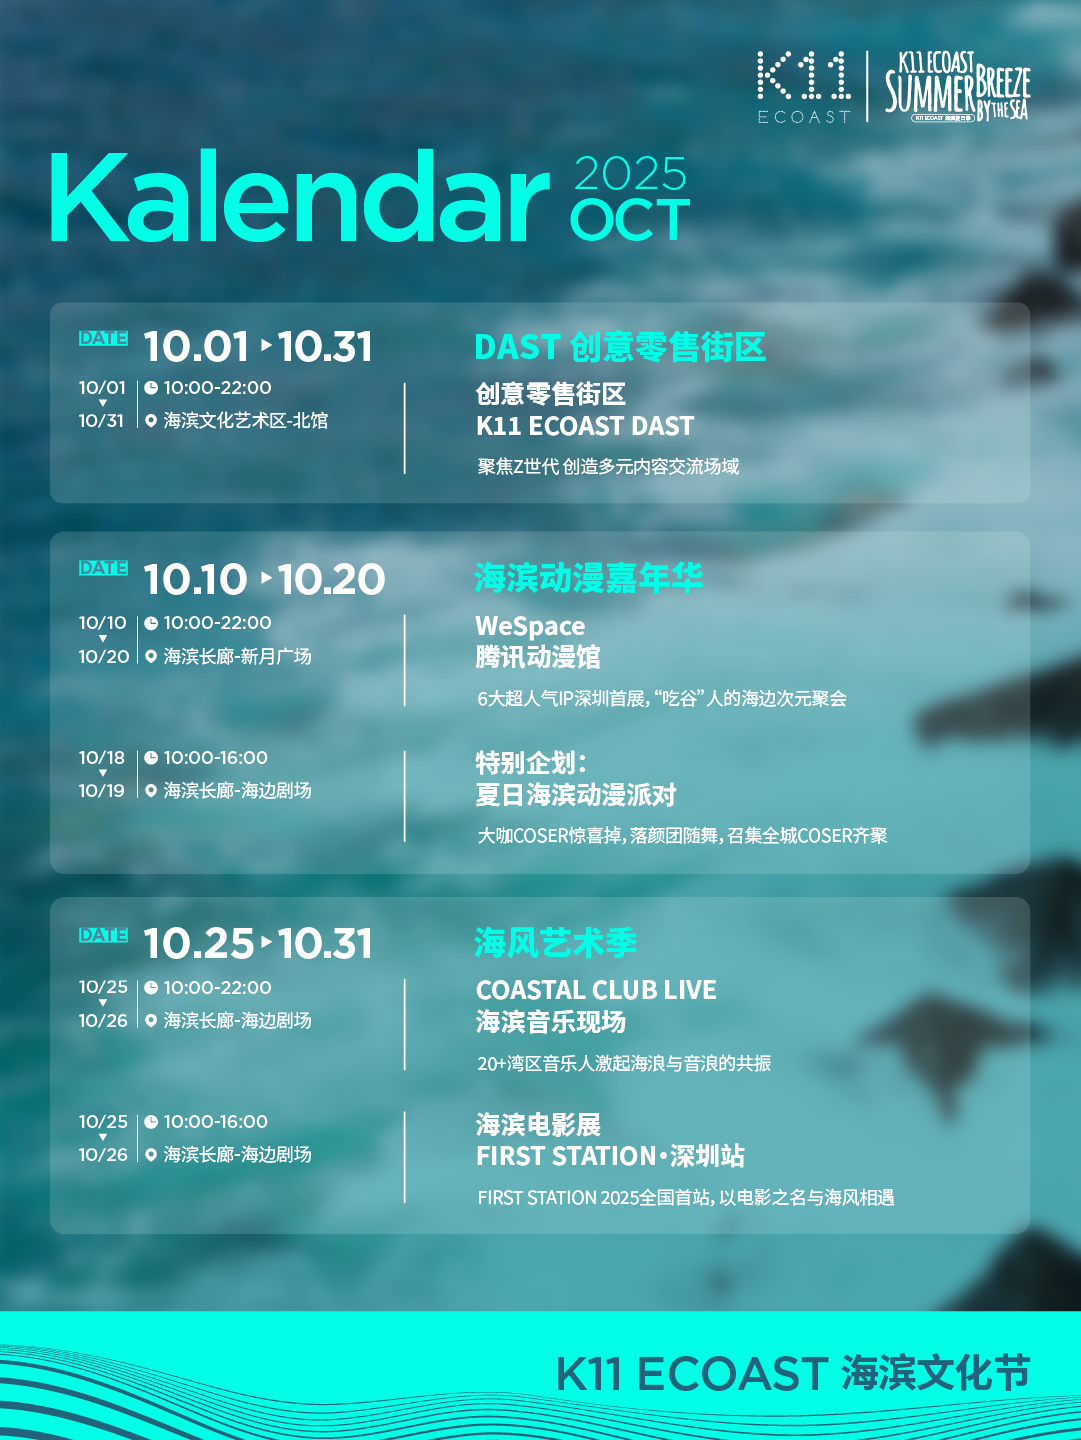 K11
ECOAST
K11 ECOAST
SUMMER BREEZE
BY THE SEA
K11 ECOAST 海滨夏日季
Kalendar
2025
OCT
DATE
10.01 ▸ 10.31
10/01
▼
10/31
10:00-22:00
海滨文化艺术区-北馆
DAST 创意零售街区
创意零售街区
K11 ECOAST DAST
聚焦Z世代 创造多元内容交流场域
DATE
10.10 ▸ 10.20
10/10
▼
10/20
10:00-22:00
海滨长廊-新月广场
海滨动漫嘉年华
WeSpace
腾讯动漫馆
6大超人气IP深圳首展,“吃谷”人的海边次元聚会
10/18
▼
10/19
10:00-16:00
海滨长廊-海边剧场
特别企划：
夏日海滨动漫派对
大咖COSER惊喜掉,落颜团随舞,召集全城COSER齐聚
DATE
10.25 ▸ 10.31
10/25
▼
10/26
10:00-22:00
海滨长廊-海边剧场
海风艺术季
COASTAL CLUB LIVE
海滨音乐现场
20+湾区音乐人激起海浪与音浪的共振
10/25
▼
10/26
10:00-16:00
海滨长廊-海边剧场
海滨电影展
FIRST STATION·深圳站
FIRST STATION 2025全国首站,以电影之名与海风相遇
K11 ECOAST 海滨文化节